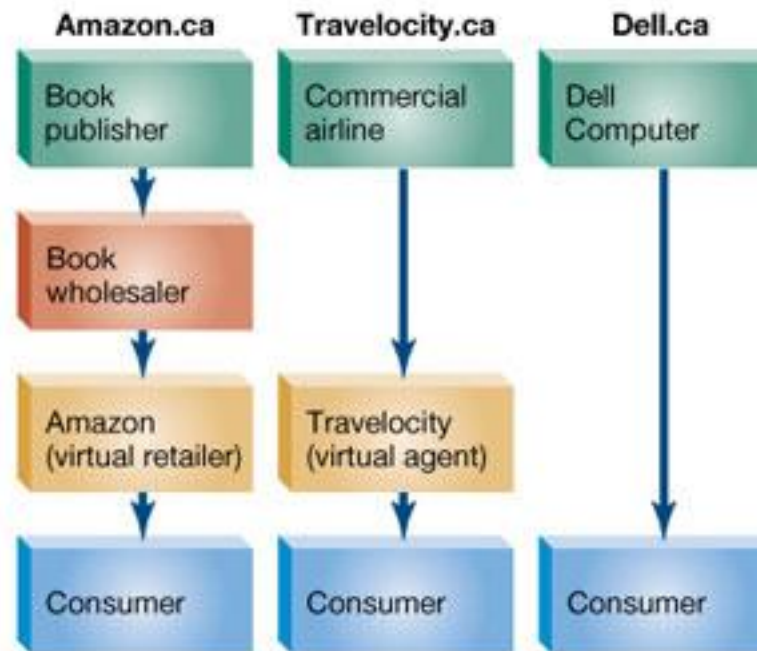 Amazon.ca
Travelocity.ca
Dell.ca
Book
publisher
Commercial
airline
Dell
Computer
Book
wholesaler
Amazon
(virtual retailer)
Travelocity
(virtual agent)
Consumer
Consumer
Consumer